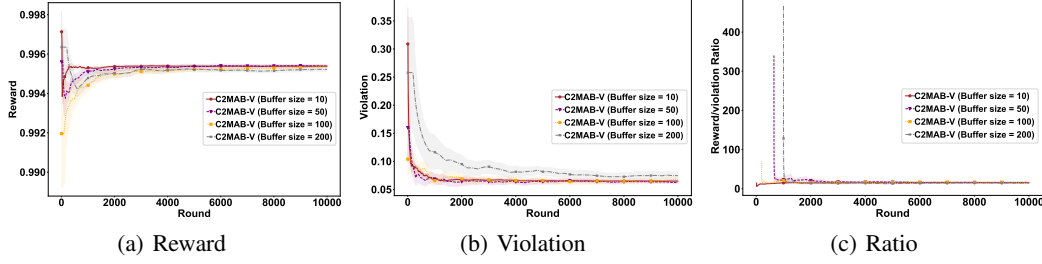 0.998
0.996
0.994
0.992
0.990
Reward
0 2000 4000 6000 8000 10000
Round
C2MAB-V (Buffer size = 10)
C2MAB-V (Buffer size = 50)
C2MAB-V (Buffer size = 100)
C2MAB-V (Buffer size = 200)
(a) Reward
0.35
0.30
0.25
0.20
0.15
0.10
0.05
Violation
0 2000 4000 6000 8000 10000
Round
C2MAB-V (Buffer size = 10)
C2MAB-V (Buffer size = 50)
C2MAB-V (Buffer size = 100)
C2MAB-V (Buffer size = 200)
(b) Violation
400
300
200
100
0
Reward/violation Ratio
0 2000 4000 6000 8000 10000
Round
C2MAB-V (Buffer size = 10)
C2MAB-V (Buffer size = 50)
C2MAB-V (Buffer size = 100)
C2MAB-V (Buffer size = 200)
(c) Ratio